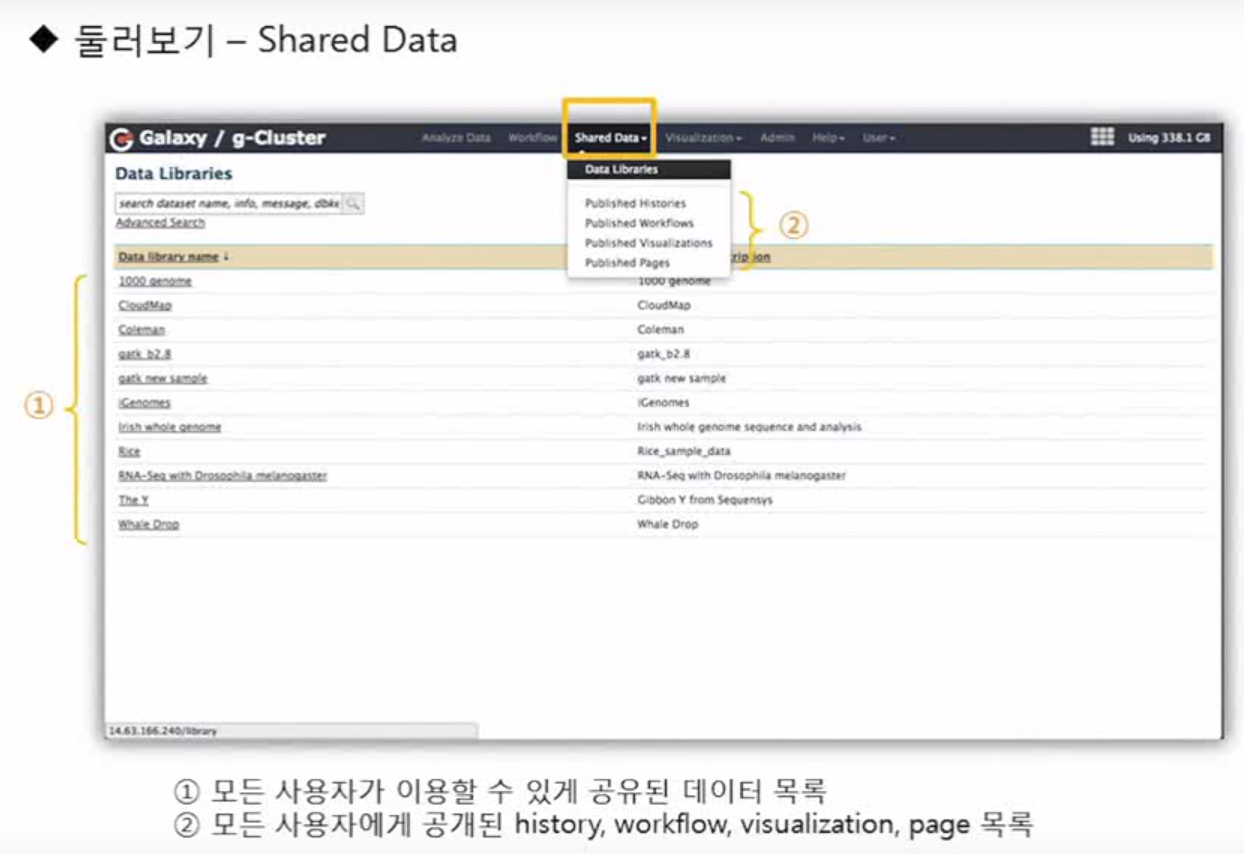 ◆ 둘러보기 – Shared Data
Galaxy / g-Cluster Analyze Data Workflow Shared Data Visualization Admin Help User Using 338.1 GB
Data Libraries
Data Libraries
search dataset name, info, message, dbke
Advanced Search
Published Histories
Published Workflows
Published Visualizations
Published Pages
②
Data library name ↓ ription
1000 genome 1000 genome
CloudMap CloudMap
Coleman Coleman
gatk_b2.8 gatk_b2.8
gatk new sample gatk new sample
①
iGenomes iGenomes
Irish whole genome Irish whole genome sequence and analysis
Rice Rice_sample_data
RNA-Seq with Drosophila melanogaster RNA-Seq with Drosophila melanogaster
The Y Gibbon Y from Sequensys
Whale Drop Whale Drop
14.63.166.240/library
① 모든 사용자가 이용할 수 있게 공유된 데이터 목록
② 모든 사용자에게 공개된 history, workflow, visualization, page 목록